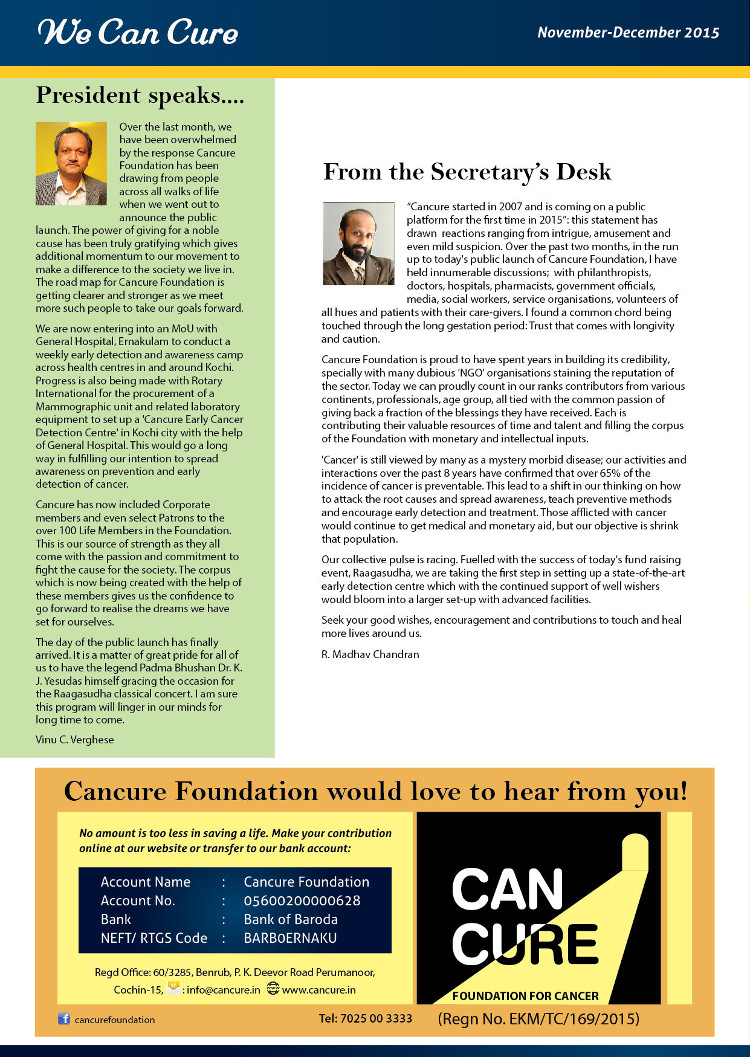 We Can Cure
November-December 2015
President speaks....
Over the last month, we
have been overwhelmed
by the response Cancure
Foundation has been
drawing from people
across all walks of life
when we went out to
announce the public
launch. The power of giving for a noble
cause has been truly gratifying which gives
additional momentum to our movement to
make a difference to the society we live in.
The road map for Cancure Foundation is
getting clearer and stronger as we meet
more such people to take our goals forward.
We are now entering into an MoU with
General Hospital, Ernakulam to conduct a
weekly early detection and awareness camp
across health centres in and around Kochi.
Progress is also being made with Rotary
International for the procurement of a
Mammographic unit and related laboratory
equipment to set up a 'Cancure Early Cancer
Detection Centre' in Kochi city with the help
of General Hospital. This would go a long
way in fulfilling our intention to spread
awareness on prevention and early
detection of cancer.
Cancure has now included Corporate
members and even select Patrons to the
over 100 Life Members in the Foundation.
This is our source of strength as they all
come with the passion and commitment to
fight the cause for the society. The corpus
which is now being created with the help of
these members gives us the confidence to
go forward to realise the dreams we have
set for ourselves.
The day of the public launch has finally
arrived. It is a matter of great pride for all of
us to have the legend Padma Bhushan Dr. K.
J. Yesudas himself gracing the occasion for
the Raagasudha classical concert. I am sure
this program will linger in our minds for
long time to come.
Vinu C. Verghese
From the Secretary's Desk
"Cancure started in 2007 and is coming on a public
platform for the first time in 2015": this statement has
drawn reactions ranging from intrigue, amusement and
even mild suspicion. Over the past two months, in the run
up to today's public launch of Cancure Foundation, I have
held innumerable discussions; with philanthropists,
doctors, hospitals, pharmacists, government officials,
media, social workers, service organisations, volunteers of
all hues and patients with their care-givers. I found a common chord being
touched through the long gestation period: Trust that comes with longevity
and caution.
Cancure Foundation is proud to have spent years in building its credibility,
specially with many dubious 'NGO' organisations staining the reputation of
the sector. Today we can proudly count in our ranks contributors from various
continents, professionals, age group, all tied with the common passion of
giving back a fraction of the blessings they have received. Each is
contributing their valuable resources of time and talent and filling the corpus
of the Foundation with monetary and intellectual inputs.
'Cancer' is still viewed by many as a mystery morbid disease; our activities and
interactions over the past 8 years have confirmed that over 65% of the
incidence of cancer is preventable. This lead to a shift in our thinking on how
to attack the root causes and spread awareness, teach preventive methods
and encourage early detection and treatment. Those afflicted with cancer
would continue to get medical and monetary aid, but our objective is shrink
that population.
Our collective pulse is racing. Fuelled with the success of today's fund raising
event, Raagasudha, we are taking the first step in setting up a state-of-the-art
early detection centre which with the continued support of well wishers
would bloom into a larger set-up with advanced facilities.
Seek your good wishes, encouragement and contributions to touch and heal
more lives around us.
R. Madhav Chandran
Cancure Foundation would love to hear from you!
No amount is too less in saving a life. Make your contribution
online at our website or transfer to our bank account:
Account Name : Cancure Foundation
Account No. : 05600200000628
Bank : Bank of Baroda
NEFT/ RTGS Code : BARB0ERNAKU
Regd Office: 60/3285, Benrub, P. K. Deevor Road Perumanoor,
Cochin-15, : info@cancure.in www.cancure.in
CAN
CURE
FOUNDATION FOR CANCER
cancurefoundation
Tel: 7025 00 3333
(Regn No. EKM/TC/169/2015)